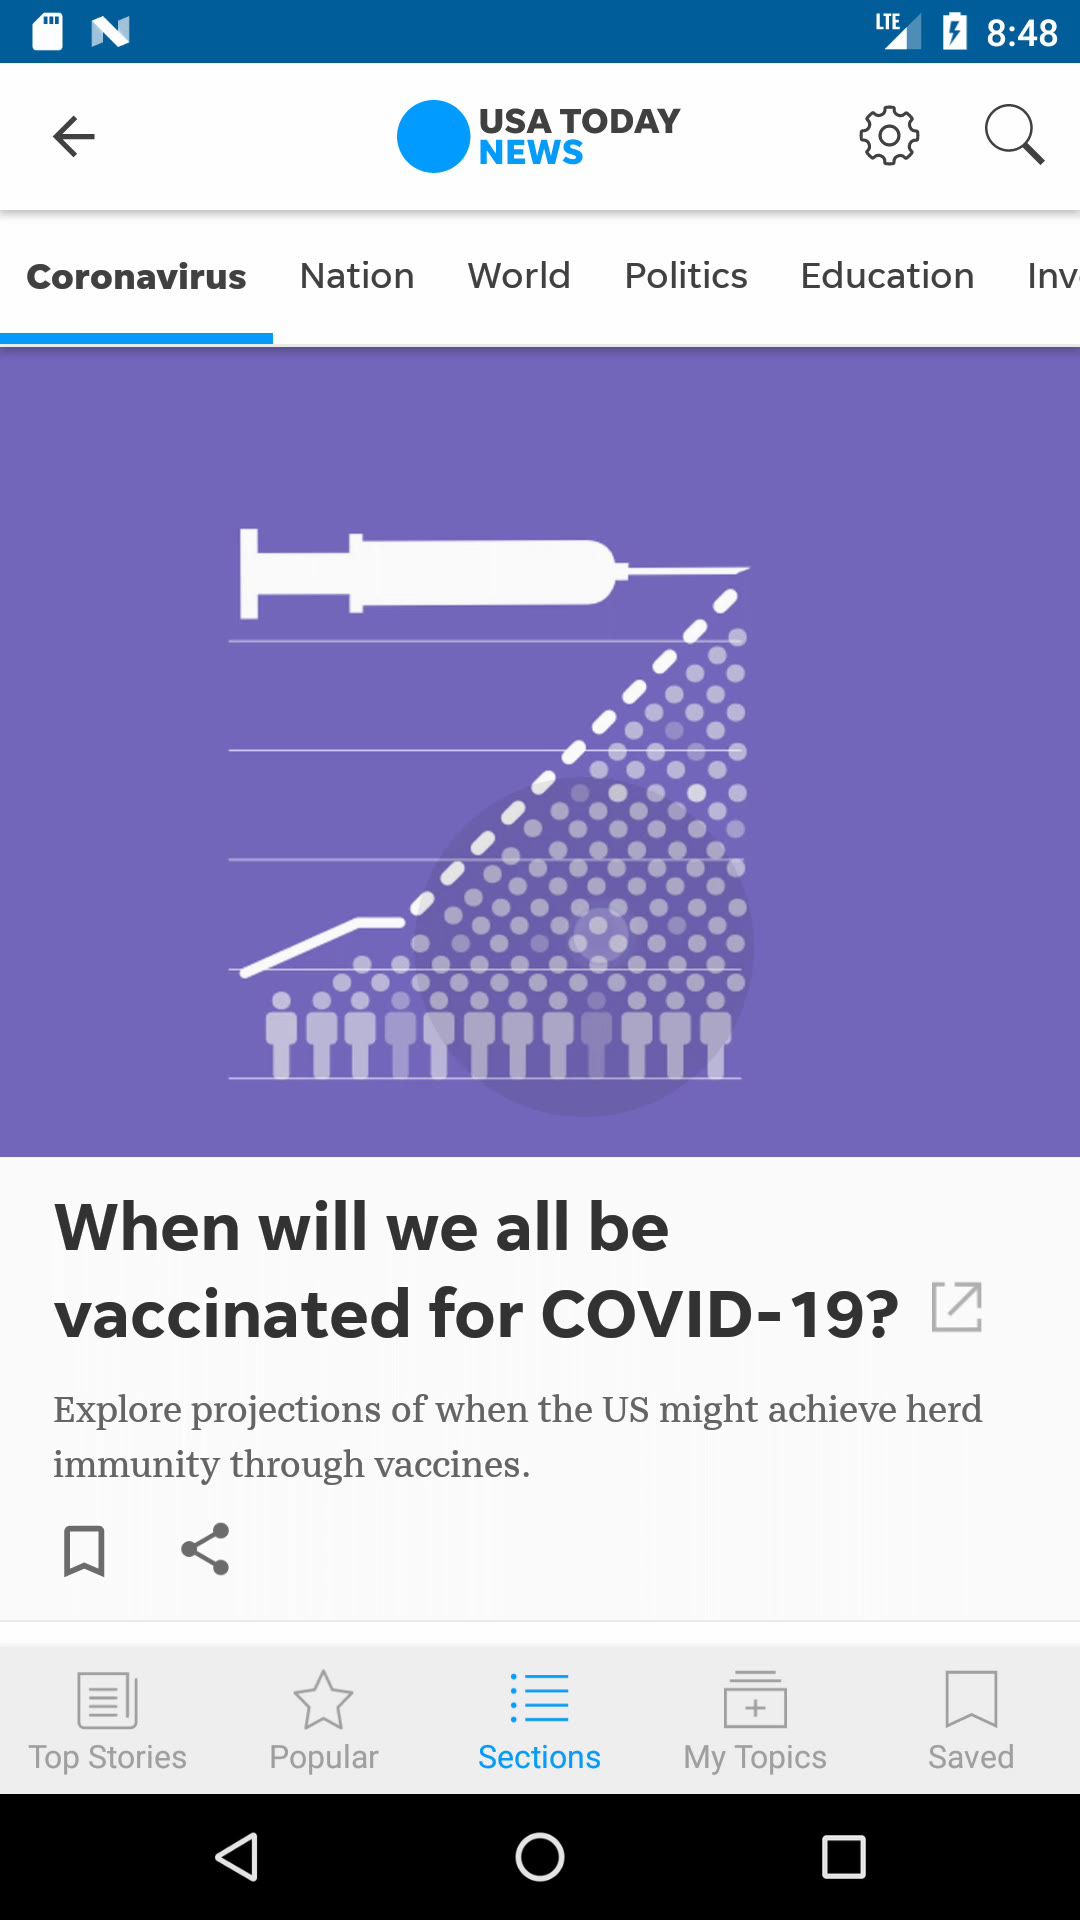 LTE 8:48
USA TODAY
NEWS
Coronavirus Nation World Politics Education Inv
When will we all be
vaccinated for COVID-19?
Explore projections of when the US might achieve herd
immunity through vaccines.
Top Stories Popular Sections My Topics Saved